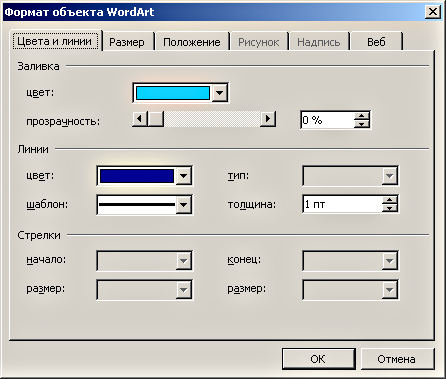 Формат объекта WordArt
Цвета и линии Размер Положение Рисунок Надпись Веб
Заливка
цвет:
прозрачность: 0 %
Линии
цвет: тип:
шаблон: толщина: 1 пт
Стрелки
начало: конец:
размер: размер:
OK Отмена